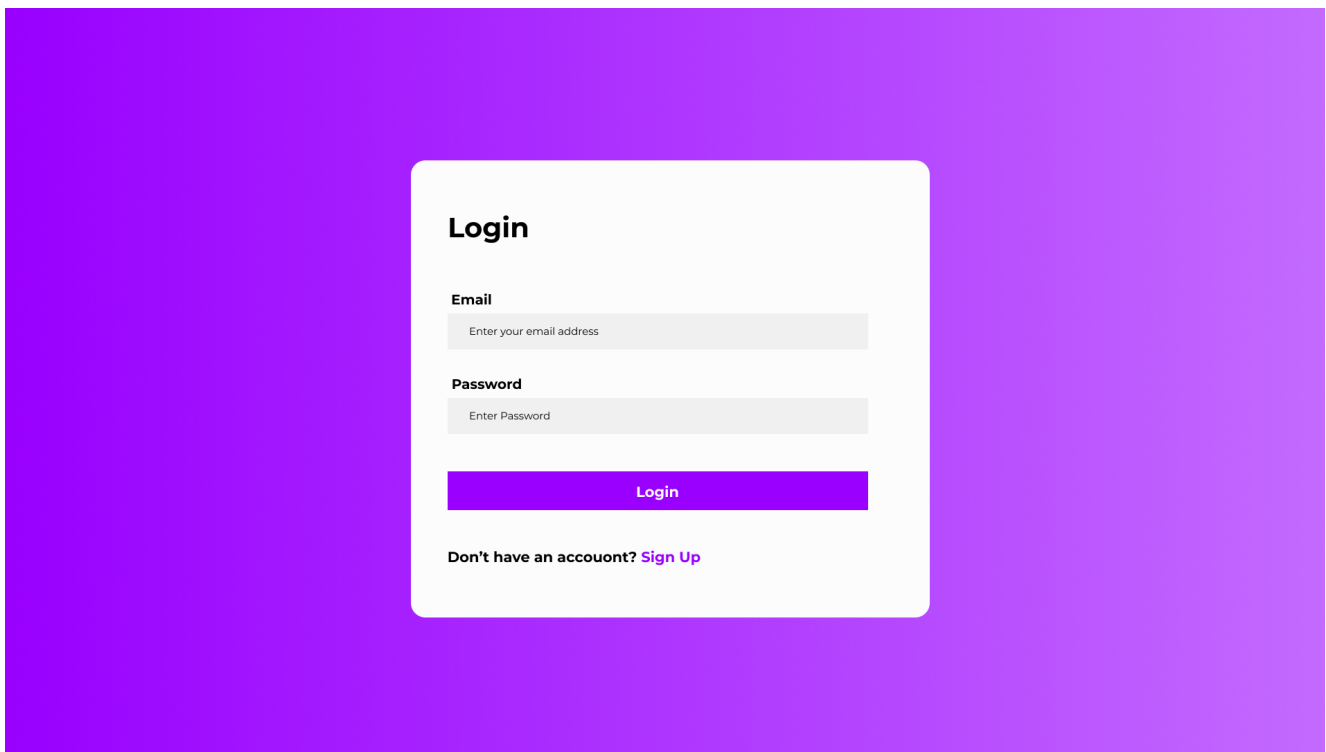 Login
Email
Enter your email address
Password
Enter Password
Login
Don’t have an accouont? Sign Up